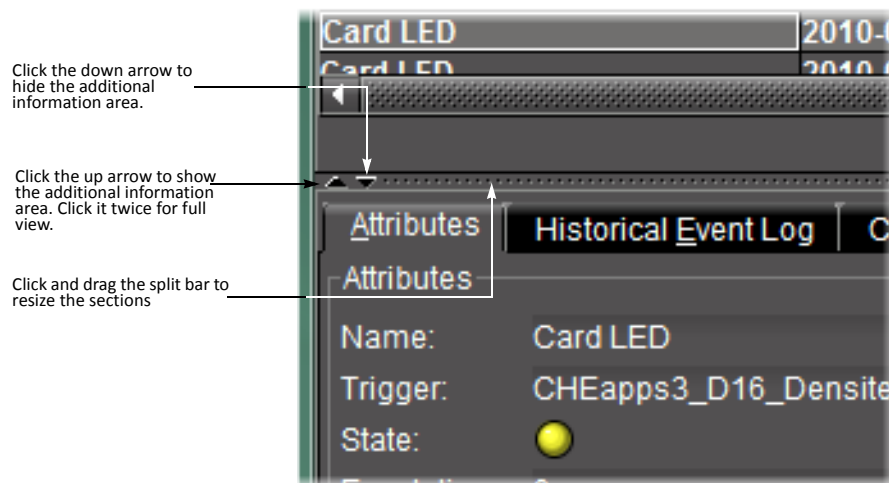 Card LED 2010-
Card LED 2010
Click the down arrow to
hide the additional
information area.
Click the up arrow to show
the additional information
area. Click it twice for full
view.
Attributes Historical Event Log C
Click and drag the split bar to
resize the sections
Attributes
Name: Card LED
Trigger: CHEapps3_D16_Densite
State: